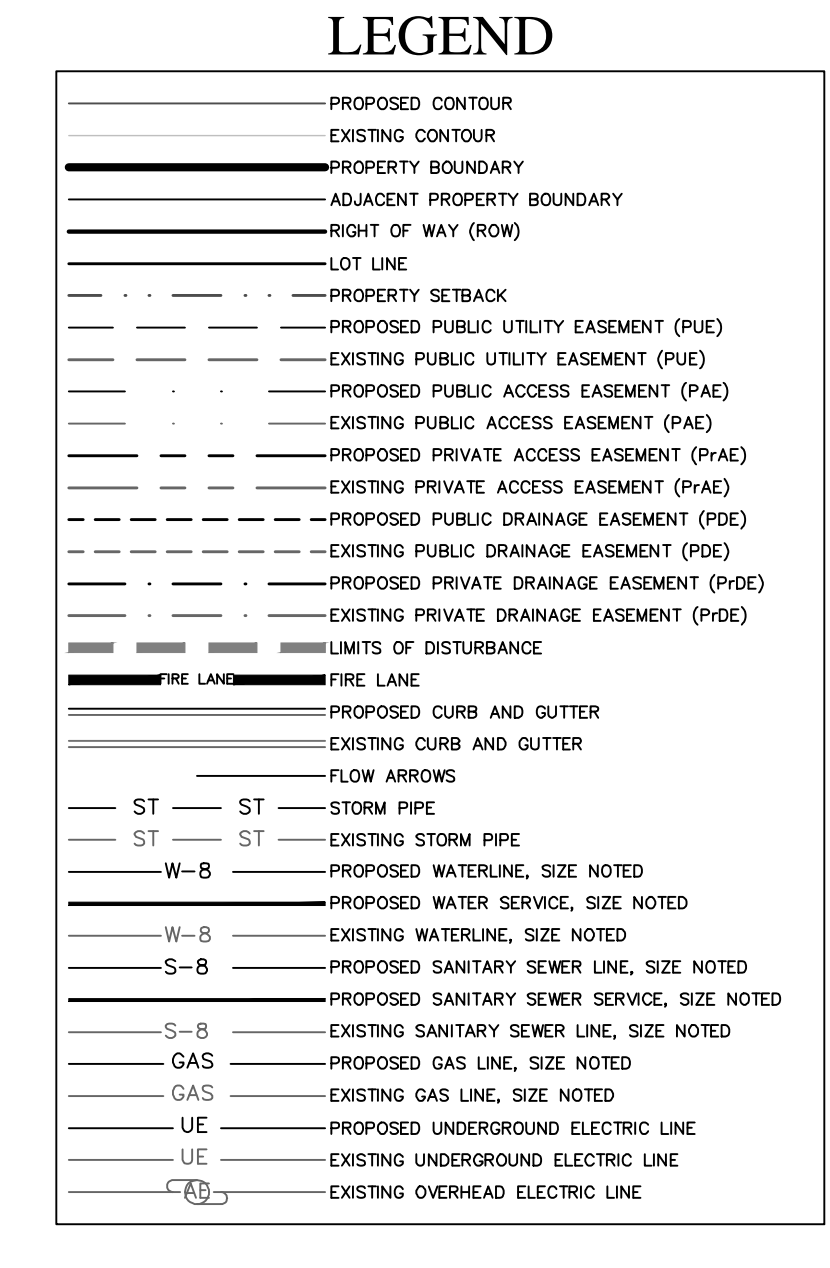 LEGEND
PROPOSED CONTOUR
EXISTING CONTOUR
PROPERTY BOUNDARY
ADJACENT PROPERTY BOUNDARY
RIGHT OF WAY (ROW)
LOT LINE
PROPERTY SETBACK
PROPOSED PUBLIC UTILITY EASEMENT (PUE)
EXISTING PUBLIC UTILITY EASEMENT (PUE)
PROPOSED PUBLIC ACCESS EASEMENT (PAE)
EXISTING PUBLIC ACCESS EASEMENT (PAE)
PROPOSED PRIVATE ACCESS EASEMENT (PrAE)
EXISTING PRIVATE ACCESS EASEMENT (PrAE)
PROPOSED PUBLIC DRAINAGE EASEMENT (PDE)
EXISTING PUBLIC DRAINAGE EASEMENT (PDE)
PROPOSED PRIVATE DRAINAGE EASEMENT (PrDE)
EXISTING PRIVATE DRAINAGE EASEMENT (PrDE)
LIMITS OF DISTURBANCE
FIRE LANE FIRE LANE
PROPOSED CURB AND GUTTER
EXISTING CURB AND GUTTER
FLOW ARROWS
ST ST STORM PIPE
ST ST EXISTING STORM PIPE
W-8 PROPOSED WATERLINE, SIZE NOTED
PROPOSED WATER SERVICE, SIZE NOTED
W-8 EXISTING WATERLINE, SIZE NOTED
S-8 PROPOSED SANITARY SEWER LINE, SIZE NOTED
PROPOSED SANITARY SEWER SERVICE, SIZE NOTED
S-8 EXISTING SANITARY SEWER LINE, SIZE NOTED
GAS PROPOSED GAS LINE, SIZE NOTED
GAS EXISTING GAS LINE, SIZE NOTED
UE PROPOSED UNDERGROUND ELECTRIC LINE
UE EXISTING UNDERGROUND ELECTRIC LINE
AE EXISTING OVERHEAD ELECTRIC LINE